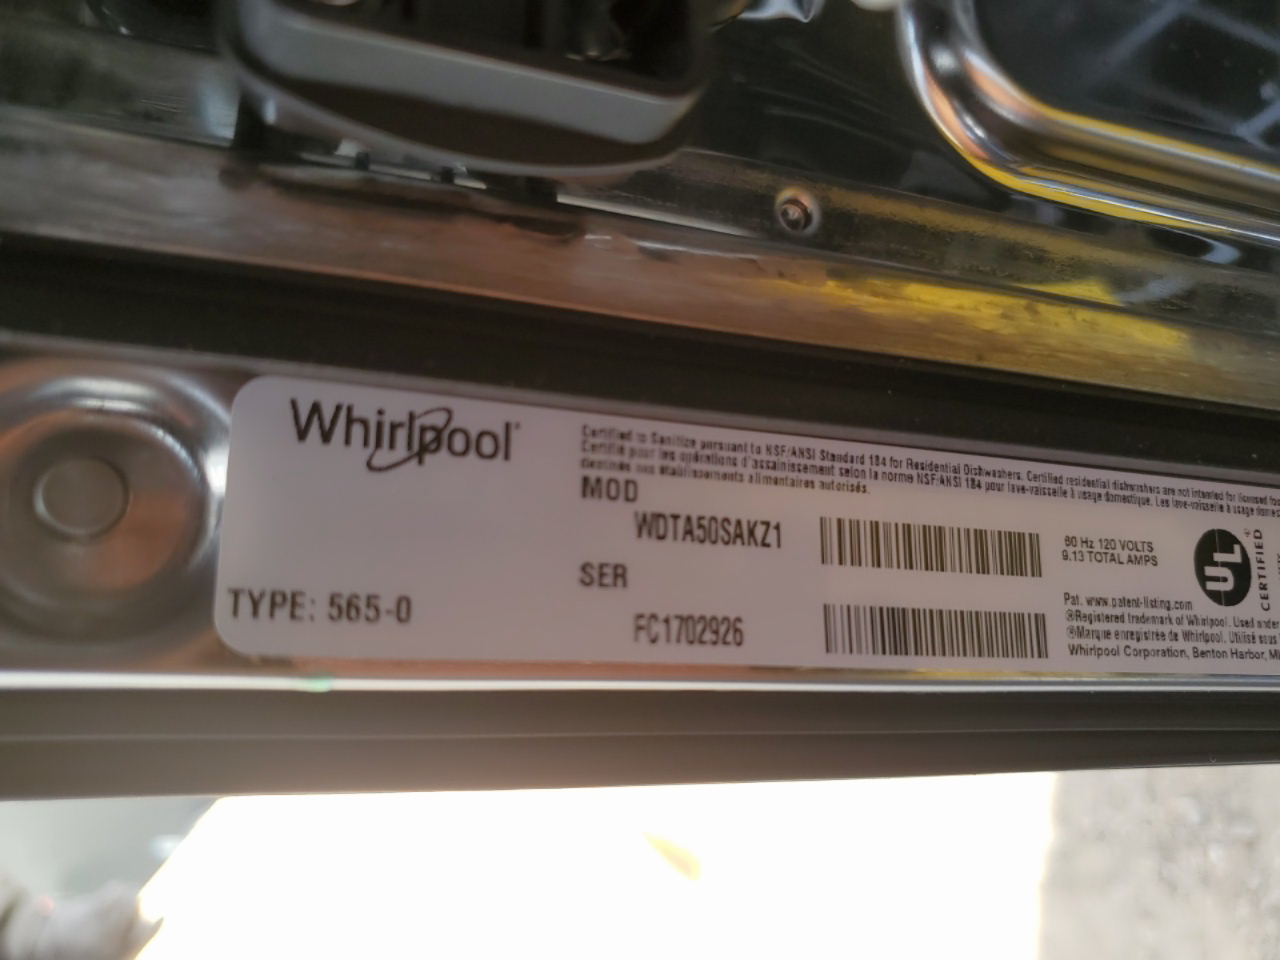 Whirlpool
Certified to Sanitize pursuant to NSF/ANSI Standard 184 for Residential Dishwashers. Certified residential dishwashers are not intended for licensed
Certifié pour les opérations d'assainissement selon la norme NSF/ANSI 184 pour lave-vaisselle à usage domestique. Les lave-vaisselle à usage
destinés aux établissements alimentaires autorisés.
MOD
WDTA50SAKZ1
SER
FC1702926
TYPE: 565-0
60 Hz 120 VOLTS
9.13 TOTAL AMPS
UL ®
CERTIFIED
Pat. www.patent-listing.com
®Registered trademark of Whirlpool. Used under
®Marque enregistrée de Whirlpool. Utilisé sous
Whirlpool Corporation, Benton Harbor,